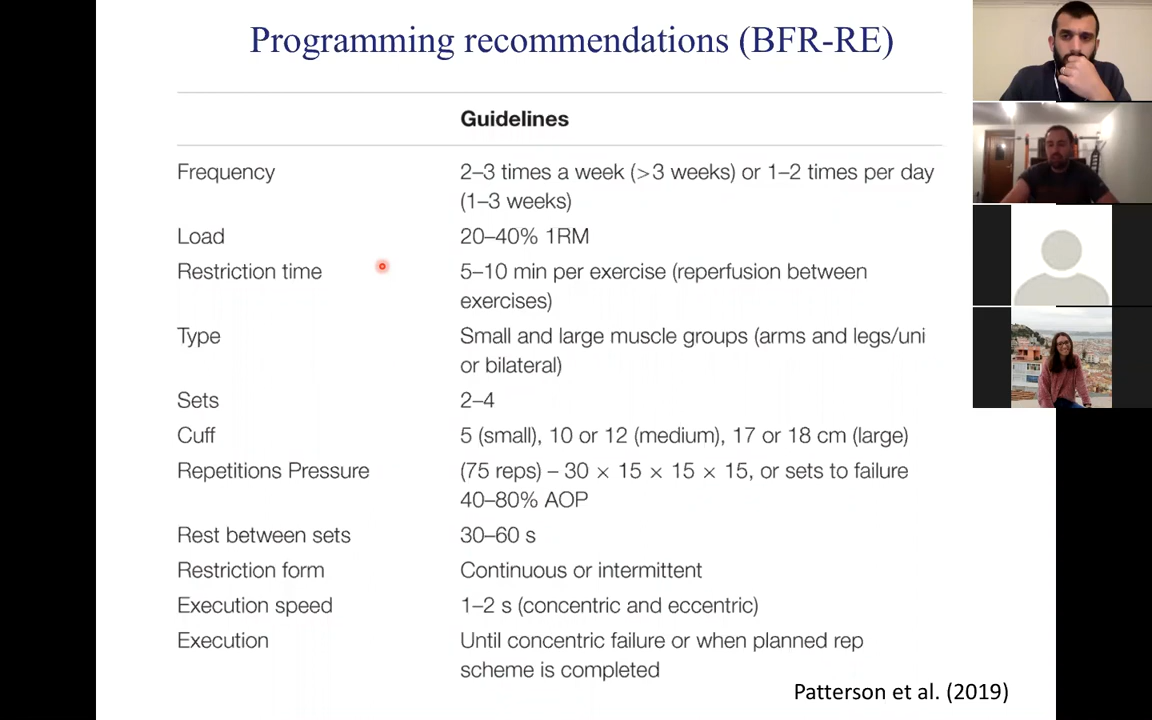 Programming recommendations (BFR-RE)
Guidelines
Frequency 2–3 times a week (>3 weeks) or 1–2 times per day
(1–3 weeks)
Load 20–40% 1RM
Restriction time 5–10 min per exercise (reperfusion between
exercises)
Type Small and large muscle groups (arms and legs/uni
or bilateral)
Sets 2–4
Cuff 5 (small), 10 or 12 (medium), 17 or 18 cm (large)
Repetitions Pressure (75 reps) – 30 × 15 × 15 × 15, or sets to failure
40–80% AOP
Rest between sets 30–60 s
Restriction form Continuous or intermittent
Execution speed 1–2 s (concentric and eccentric)
Execution Until concentric failure or when planned rep
scheme is completed
Patterson et al. (2019)